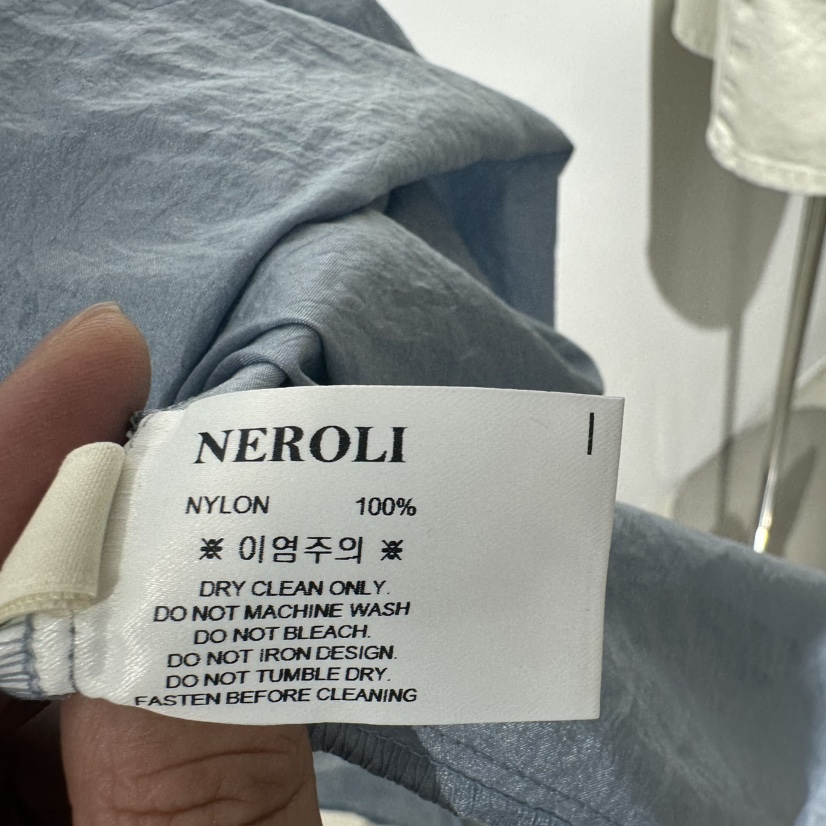 NEROLI
NYLON 100%
※ 이염주의 ※
DRY CLEAN ONLY.
DO NOT MACHINE WASH
DO NOT BLEACH.
DO NOT IRON DESIGN.
DO NOT TUMBLE DRY.
FASTEN BEFORE CLEANING